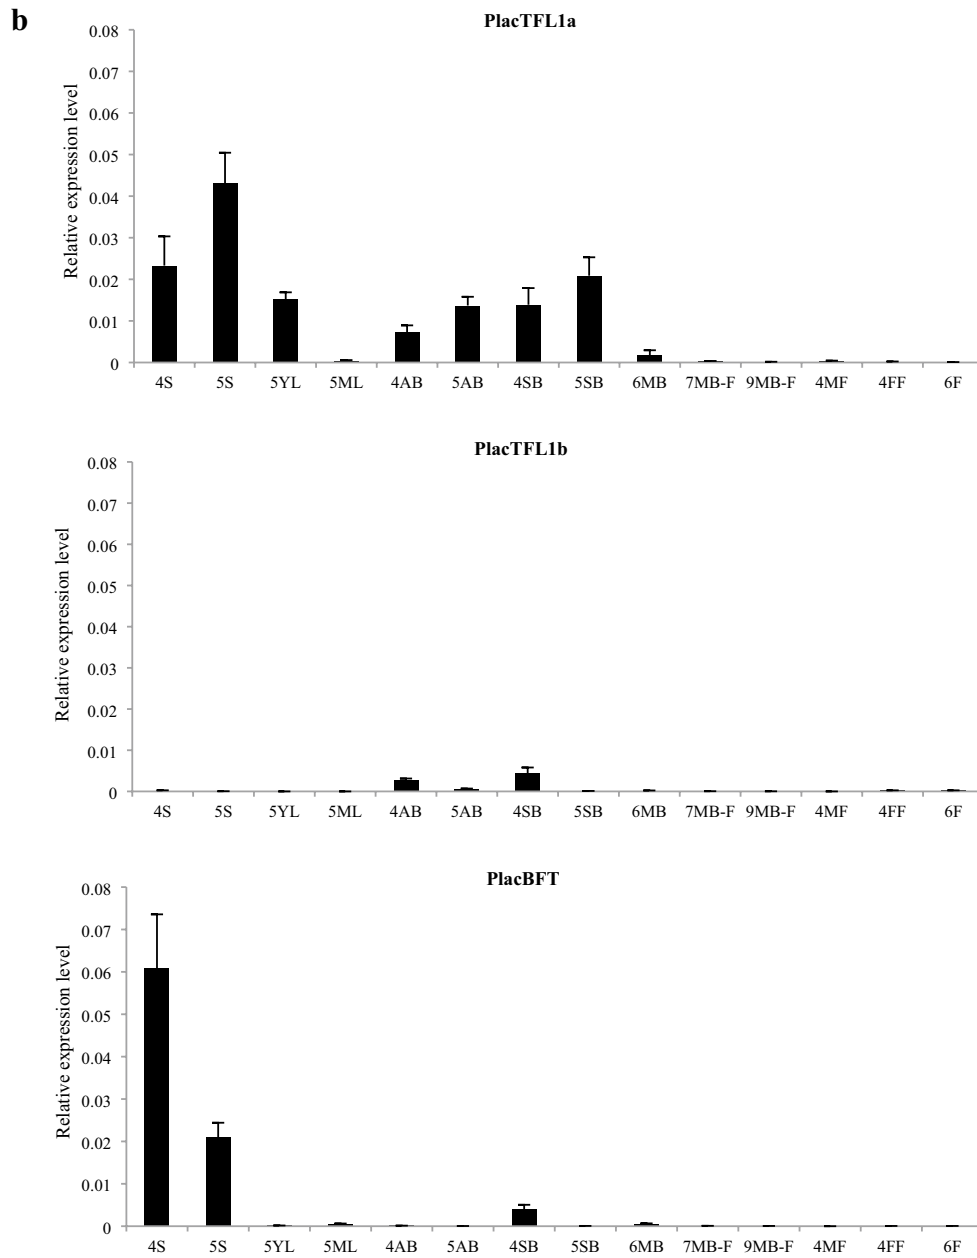 b
PlacTFL1a
Relative expression level
0.08
0.07
0.06
0.05
0.04
0.03
0.02
0.01
0
4S 5S 5YL 5ML 4AB 5AB 4SB 5SB 6MB 7MB-F 9MB-F 4MF 4FF 6F
PlacTFL1b
Relative expression level
0.08
0.07
0.06
0.05
0.04
0.03
0.02
0.01
0
4S 5S 5YL 5ML 4AB 5AB 4SB 5SB 6MB 7MB-F 9MB-F 4MF 4FF 6F
PlacBFT
Relative expression level
0.08
0.07
0.06
0.05
0.04
0.03
0.02
0.01
0
4S 5S 5YL 5ML 4AB 5AB 4SB 5SB 6MB 7MB-F 9MB-F 4MF 4FF 6F